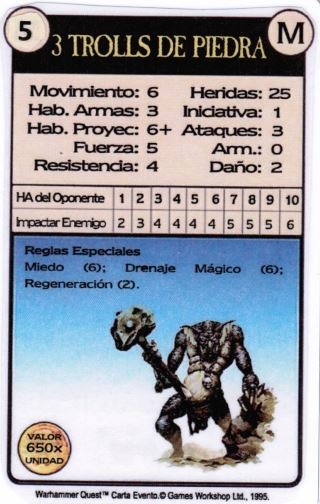 5
3 TROLLS DE PIEDRA
M
Movimiento: 6 Heridas: 25
Hab. Armas: 3 Iniciativa: 1
Hab. Proyec: 6+ Ataques: 3
Fuerza: 5 Arm.: 0
Resistencia: 4 Daño: 2
HA del Oponente 1 2 3 4 5 6 7 8 9 10
Impactar Enemigo 2 3 4 4 4 4 5 5 5 6
Reglas Especiales
Miedo (6); Drenaje Mágico (6);
Regeneración (2).
VALOR
650x
UNIDAD
Warhammer Quest™ Carta Evento.© Games Workshop Ltd., 1995.